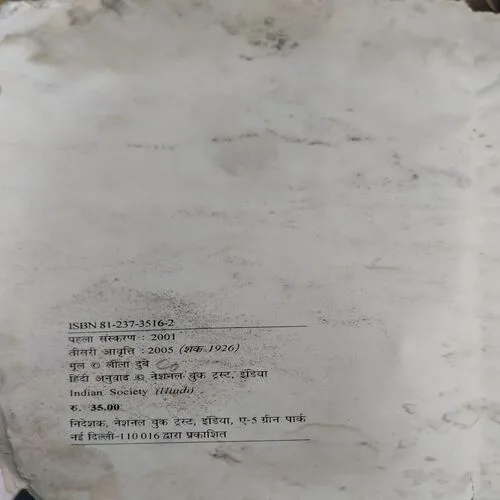 ISBN 81-237-3516-2
पहला संस्करण : 2001
तीसरी आवृत्ति : 2005 (शक 1926)
मूल © लीला दुबे
हिंदी अनुवाद © नेशनल बुक ट्रस्ट, इंडिया
Indian Society (Hindi)
रु. 35.00
निदेशक, नेशनल बुक ट्रस्ट, इंडिया, ए-5 ग्रीन पार्क
नई दिल्ली-110 016 द्वारा प्रकाशित